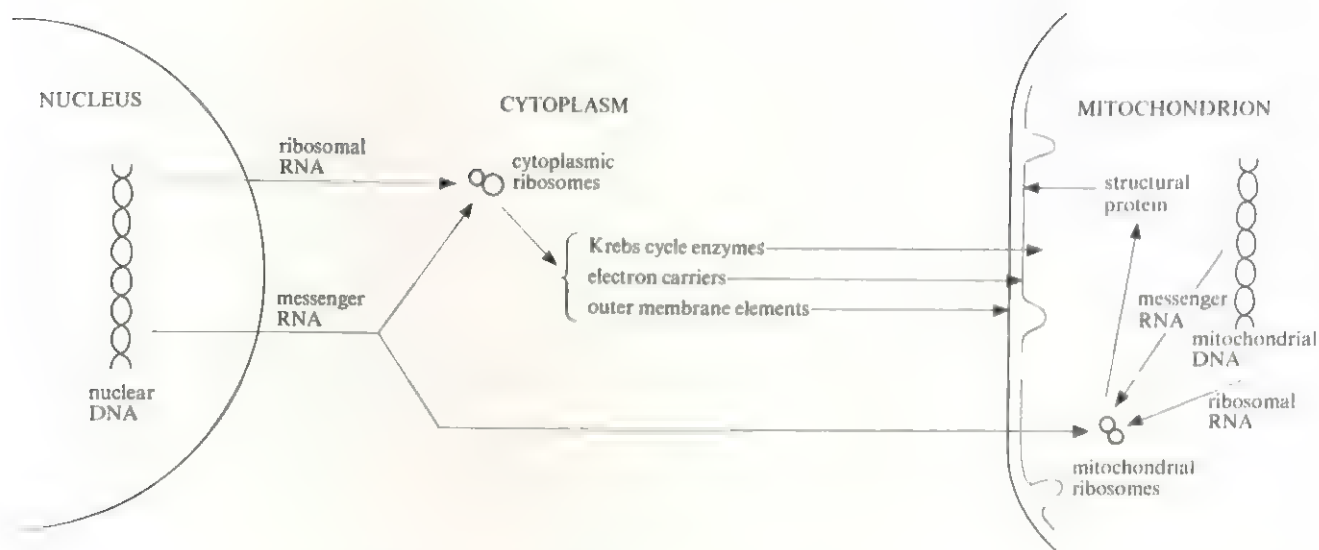 NUCLEUS
CYTOPLASM
MITOCHONDRION
ribosomal
RNA
cytoplasmic
ribosomes
structural
protein
Krebs cycle enzymes
electron carriers
outer membrane elements
messenger
RNA
messenger
RNA
mitochondrial
DNA
nuclear
DNA
ribosomal
RNA
mitochondrial
ribosomes